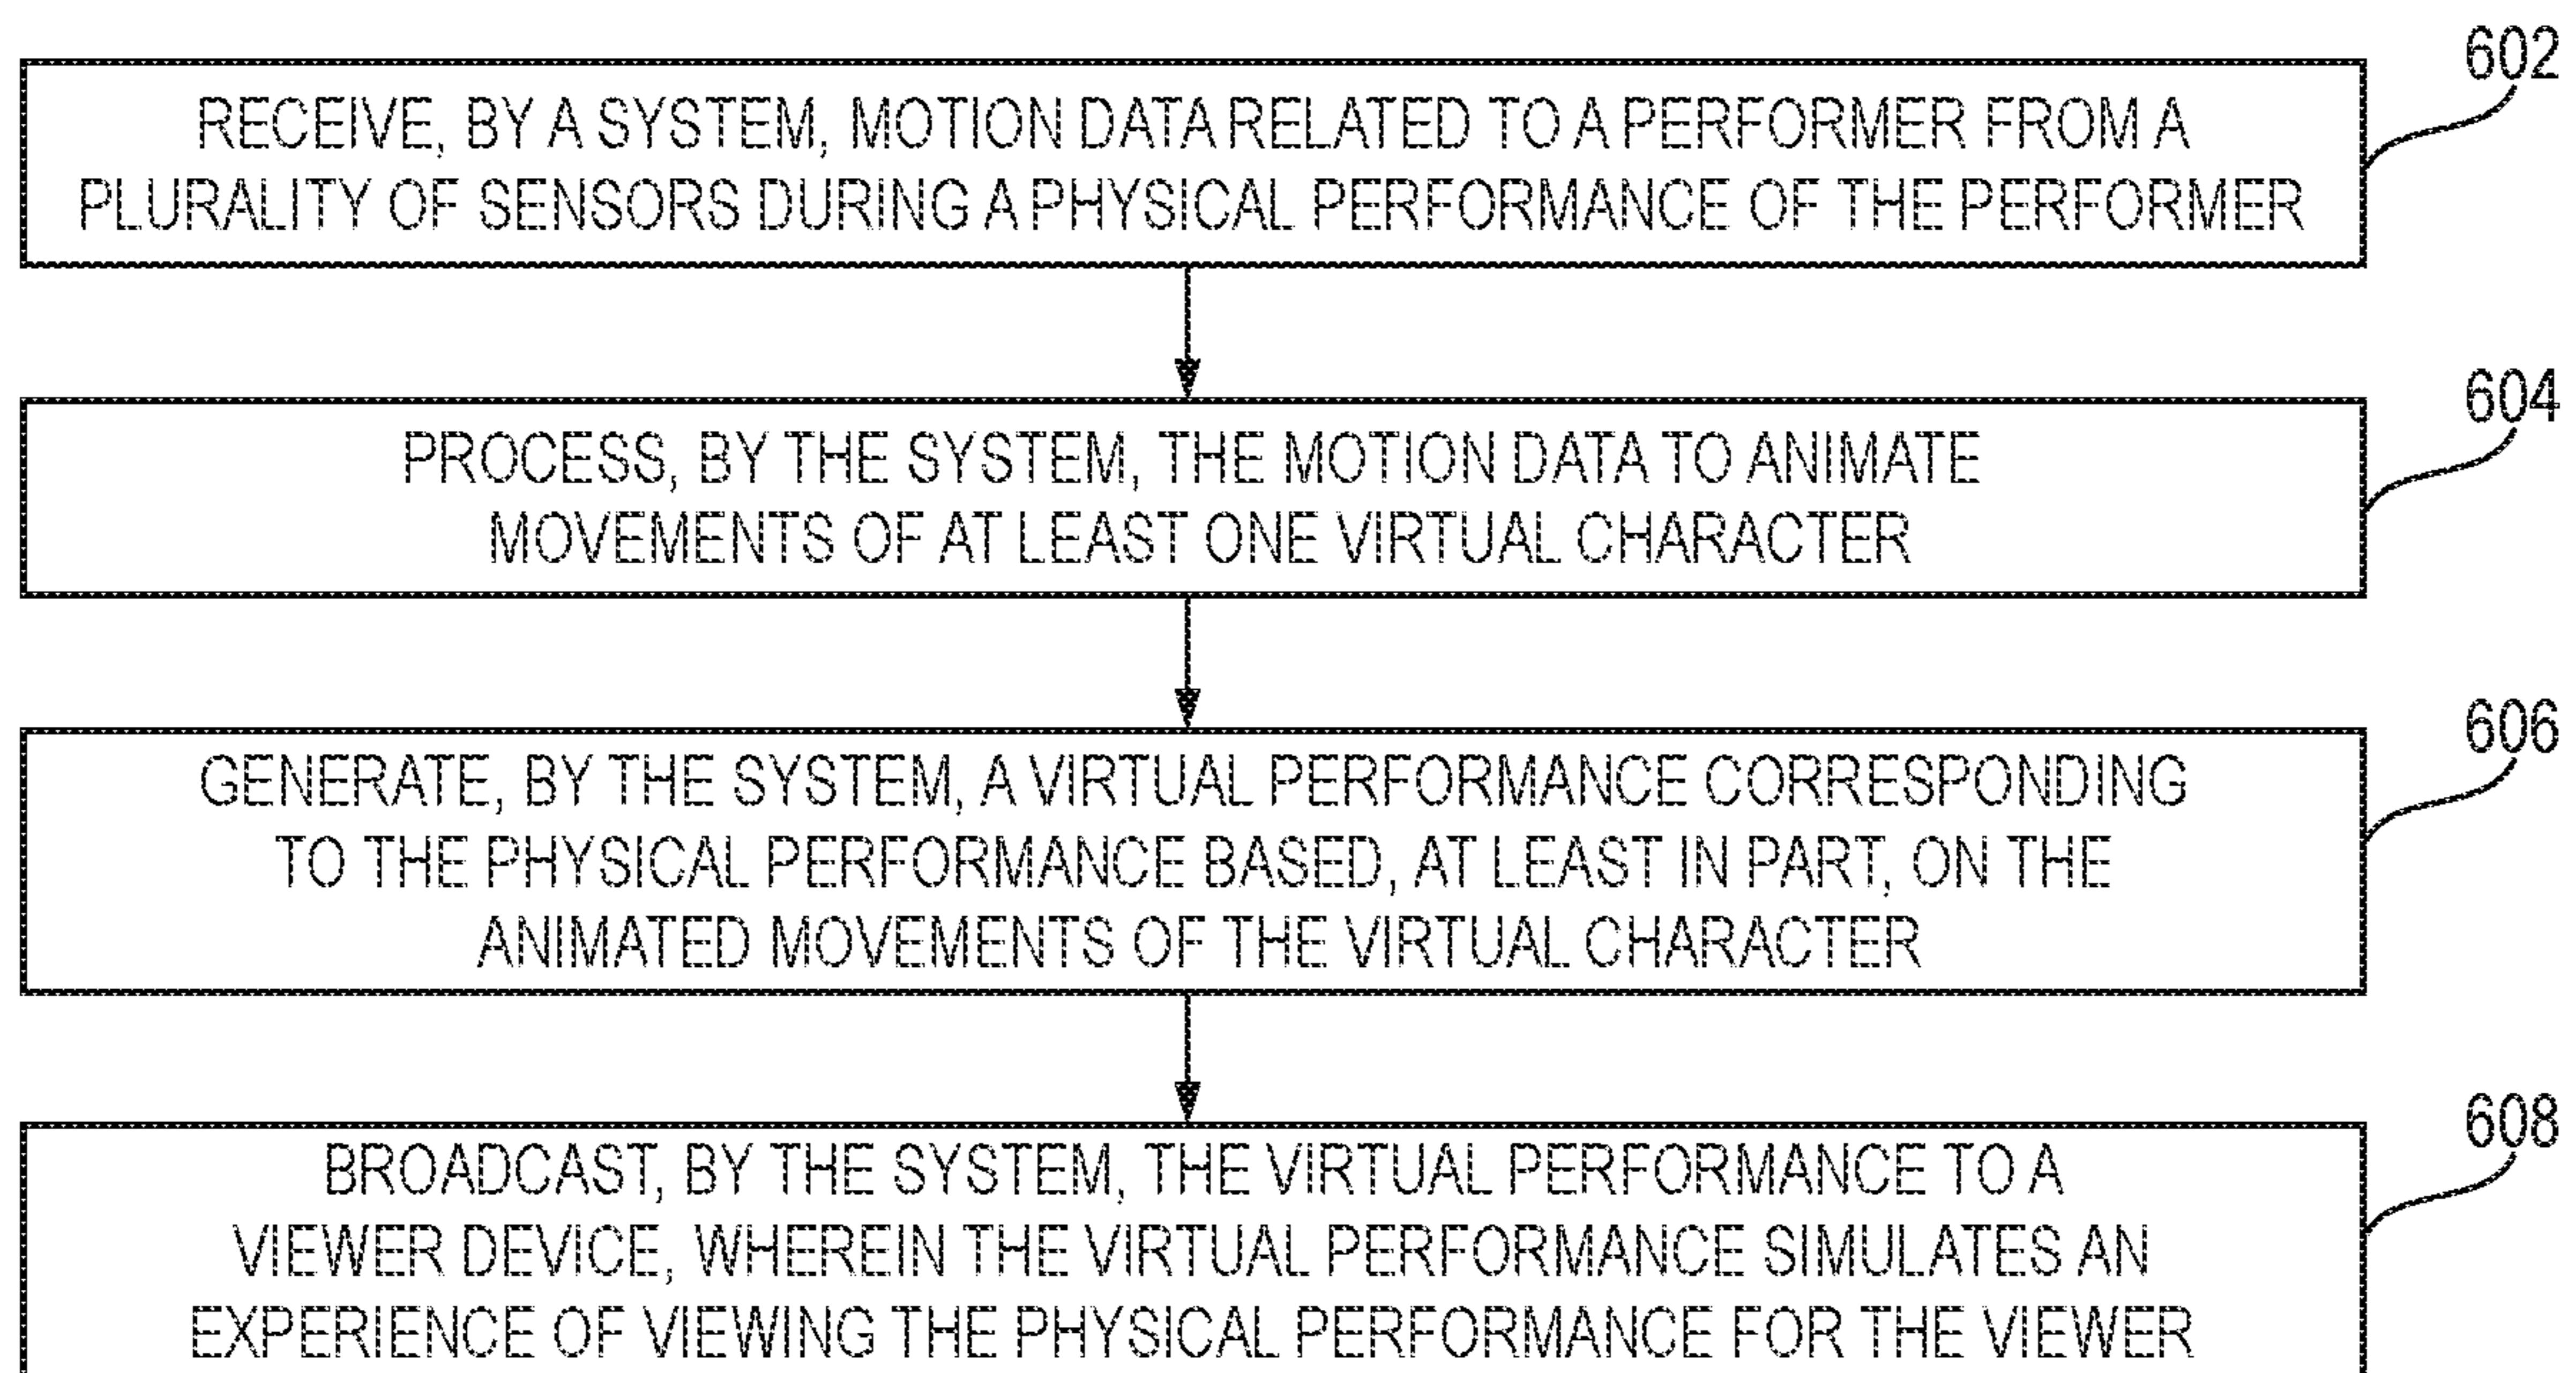 602
RECEIVE, BY A SYSTEM, MOTION DATA RELATED TO A PERFORMER FROM A
PLURALITY OF SENSORS DURING A PHYSICAL PERFORMANCE OF THE PERFORMER
604
PROCESS, BY THE SYSTEM, THE MOTION DATA TO ANIMATE
MOVEMENTS OF AT LEAST ONE VIRTUAL CHARACTER
606
GENERATE, BY THE SYSTEM, A VIRTUAL PERFORMANCE CORRESPONDING
TO THE PHYSICAL PERFORMANCE BASED, AT LEAST IN PART, ON THE
ANIMATED MOVEMENTS OF THE VIRTUAL CHARACTER
608
BROADCAST, BY THE SYSTEM, THE VIRTUAL PERFORMANCE TO A
VIEWER DEVICE, WHEREIN THE VIRTUAL PERFORMANCE SIMULATES AN
EXPERIENCE OF VIEWING THE PHYSICAL PERFORMANCE FOR THE VIEWER